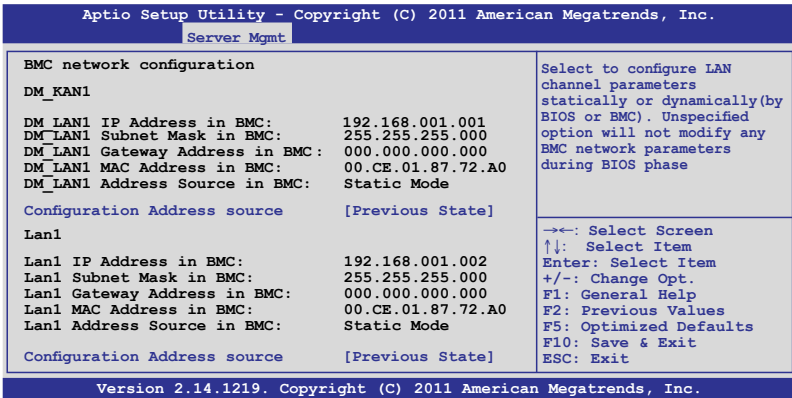 Aptio Setup Utility - Copyright (C) 2011 American Megatrends, Inc.
Server Mgmt
BMC network configuration
DM_KAN1
DM_LAN1 IP Address in BMC: 192.168.001.001
DM_LAN1 Subnet Mask in BMC: 255.255.255.000
DM_LAN1 Gateway Address in BMC: 000.000.000.000
DM_LAN1 MAC Address in BMC: 00.CE.01.87.72.A0
DM_LAN1 Address Source in BMC: Static Mode
Configuration Address source [Previous State]
Lan1
Lan1 IP Address in BMC: 192.168.001.002
Lan1 Subnet Mask in BMC: 255.255.255.000
Lan1 Gateway Address in BMC: 000.000.000.000
Lan1 MAC Address in BMC: 00.CE.01.87.72.A0
Lan1 Address Source in BMC: Static Mode
Configuration Address source [Previous State]
Select to configure LAN
channel parameters
statically or dynamically(by
BIOS or BMC). Unspecified
option will not modify any
BMC network parameters
during BIOS phase
→←: Select Screen
↑↓: Select Item
Enter: Select Item
+/-: Change Opt.
F1: General Help
F2: Previous Values
F5: Optimized Defaults
F10: Save & Exit
ESC: Exit
Version 2.14.1219. Copyright (C) 2011 American Megatrends, Inc.